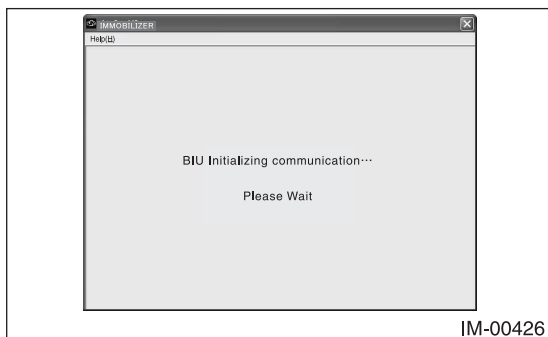 IMMOBILIZER
Help(H)
BIU Initializing communication···
Please Wait
IM-00426